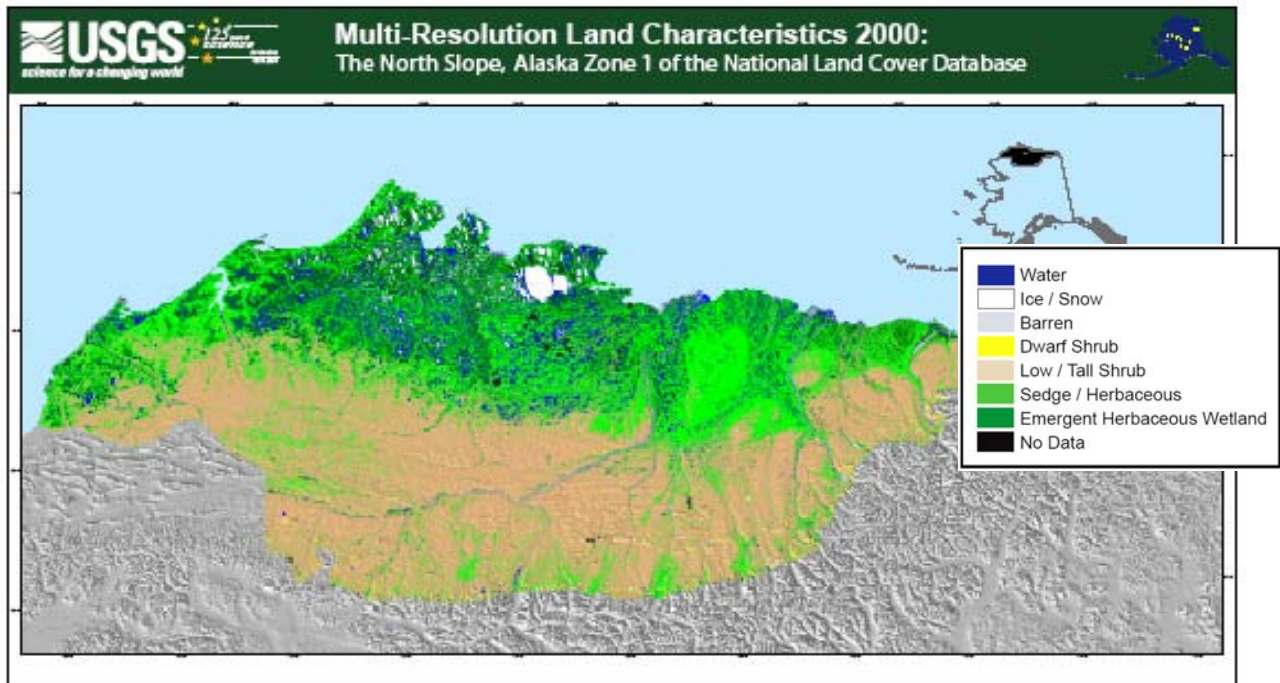 USGS
science for a changing world
125
Multi-Resolution Land Characteristics 2000:
The North Slope, Alaska Zone 1 of the National Land Cover Database
Water
Ice / Snow
Barren
Dwarf Shrub
Low / Tall Shrub
Sedge / Herbaceous
Emergent Herbaceous Wetland
No Data